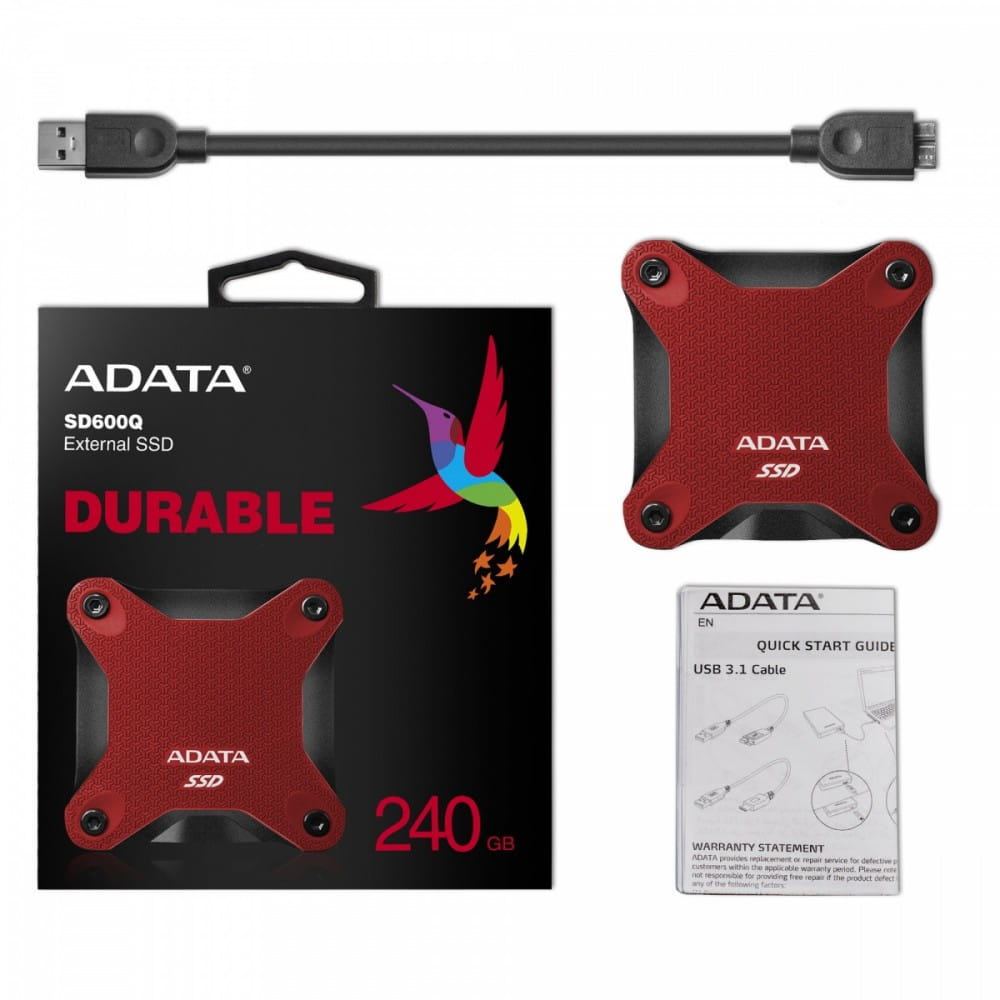 ADATA®
SD600Q
External SSD
DURABLE
ADATA
SSD
240 GB
ADATA
SSD
ADATA®
EN
QUICK START GUIDE
USB 3.1 Cable
WARRANTY STATEMENT
ADATA provides replacement or repair service for defective p
customers within the applicable warranty period. Please note
not responsible for providing free repair if the product defect
any of the following factors: